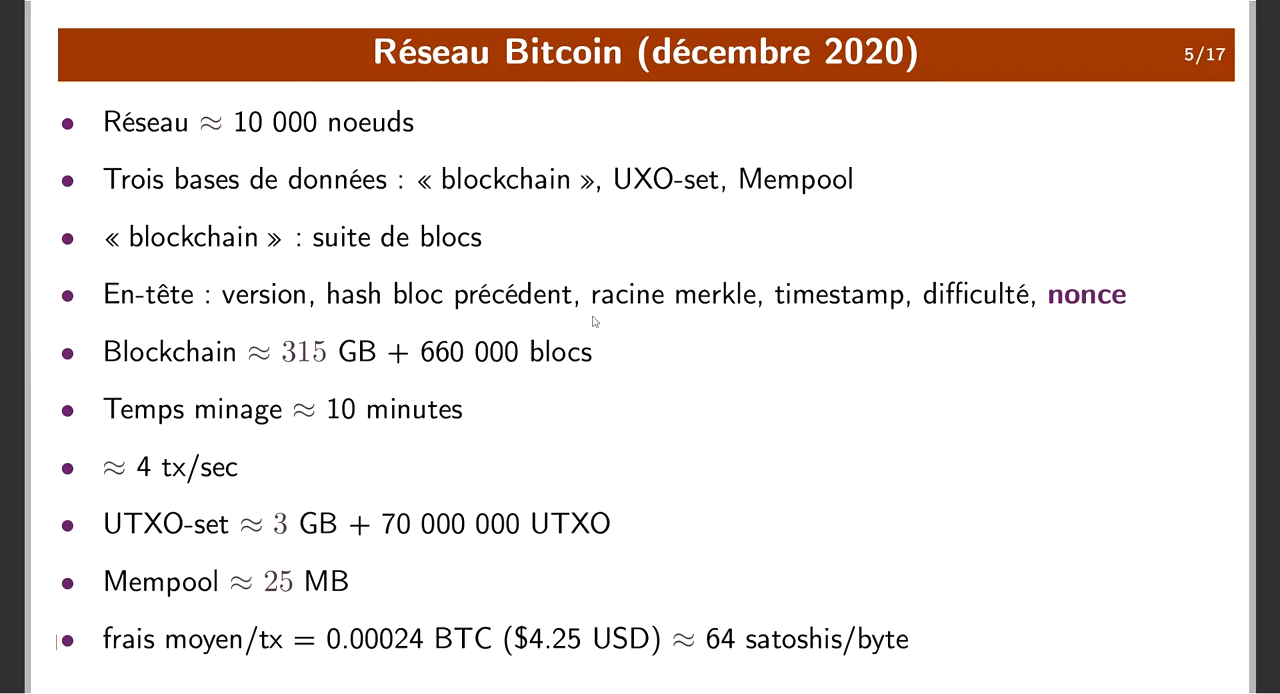 Réseau Bitcoin (décembre 2020)
5/17
• Réseau ≈ 10 000 noeuds
• Trois bases de données : « blockchain », UXO-set, Mempool
• « blockchain » : suite de blocs
• En-tête : version, hash bloc précédent, racine merkle, timestamp, difficulté, nonce
• Blockchain ≈ 315 GB + 660 000 blocs
• Temps minage ≈ 10 minutes
• ≈ 4 tx/sec
• UTXO-set ≈ 3 GB + 70 000 000 UTXO
• Mempool ≈ 25 MB
• frais moyen/tx = 0.00024 BTC ($4.25 USD) ≈ 64 satoshis/byte